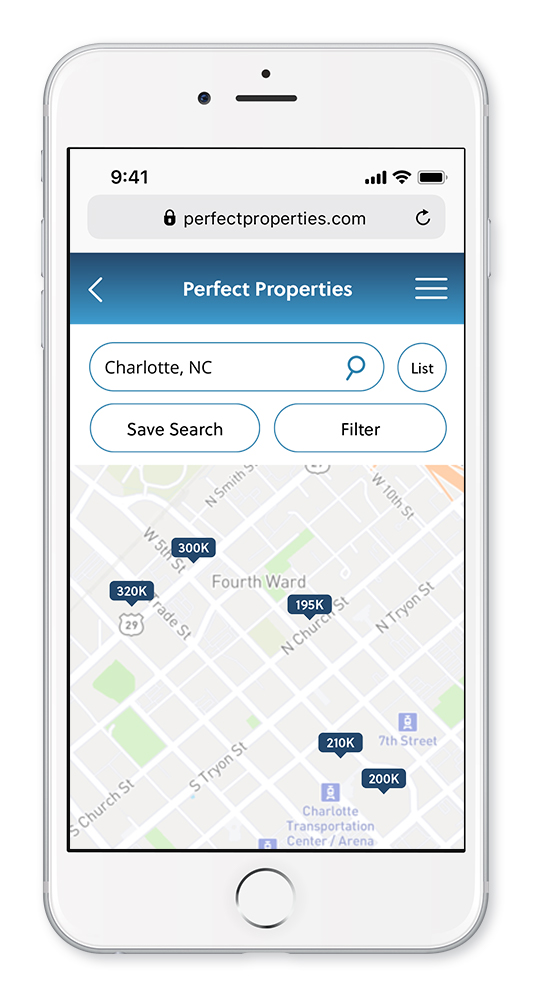 9:41
perfectproperties.com
Perfect Properties
Charlotte, NC
List
Save Search
Filter
N Smith St
W 10th St
W 5th St
300K
Fourth Ward
320K
195K
29
Trade St
N Church St
N Tryon St
210K
7th Street
S Tryon St
200K
S Church St
Charlotte
Transportation
Center / Arena